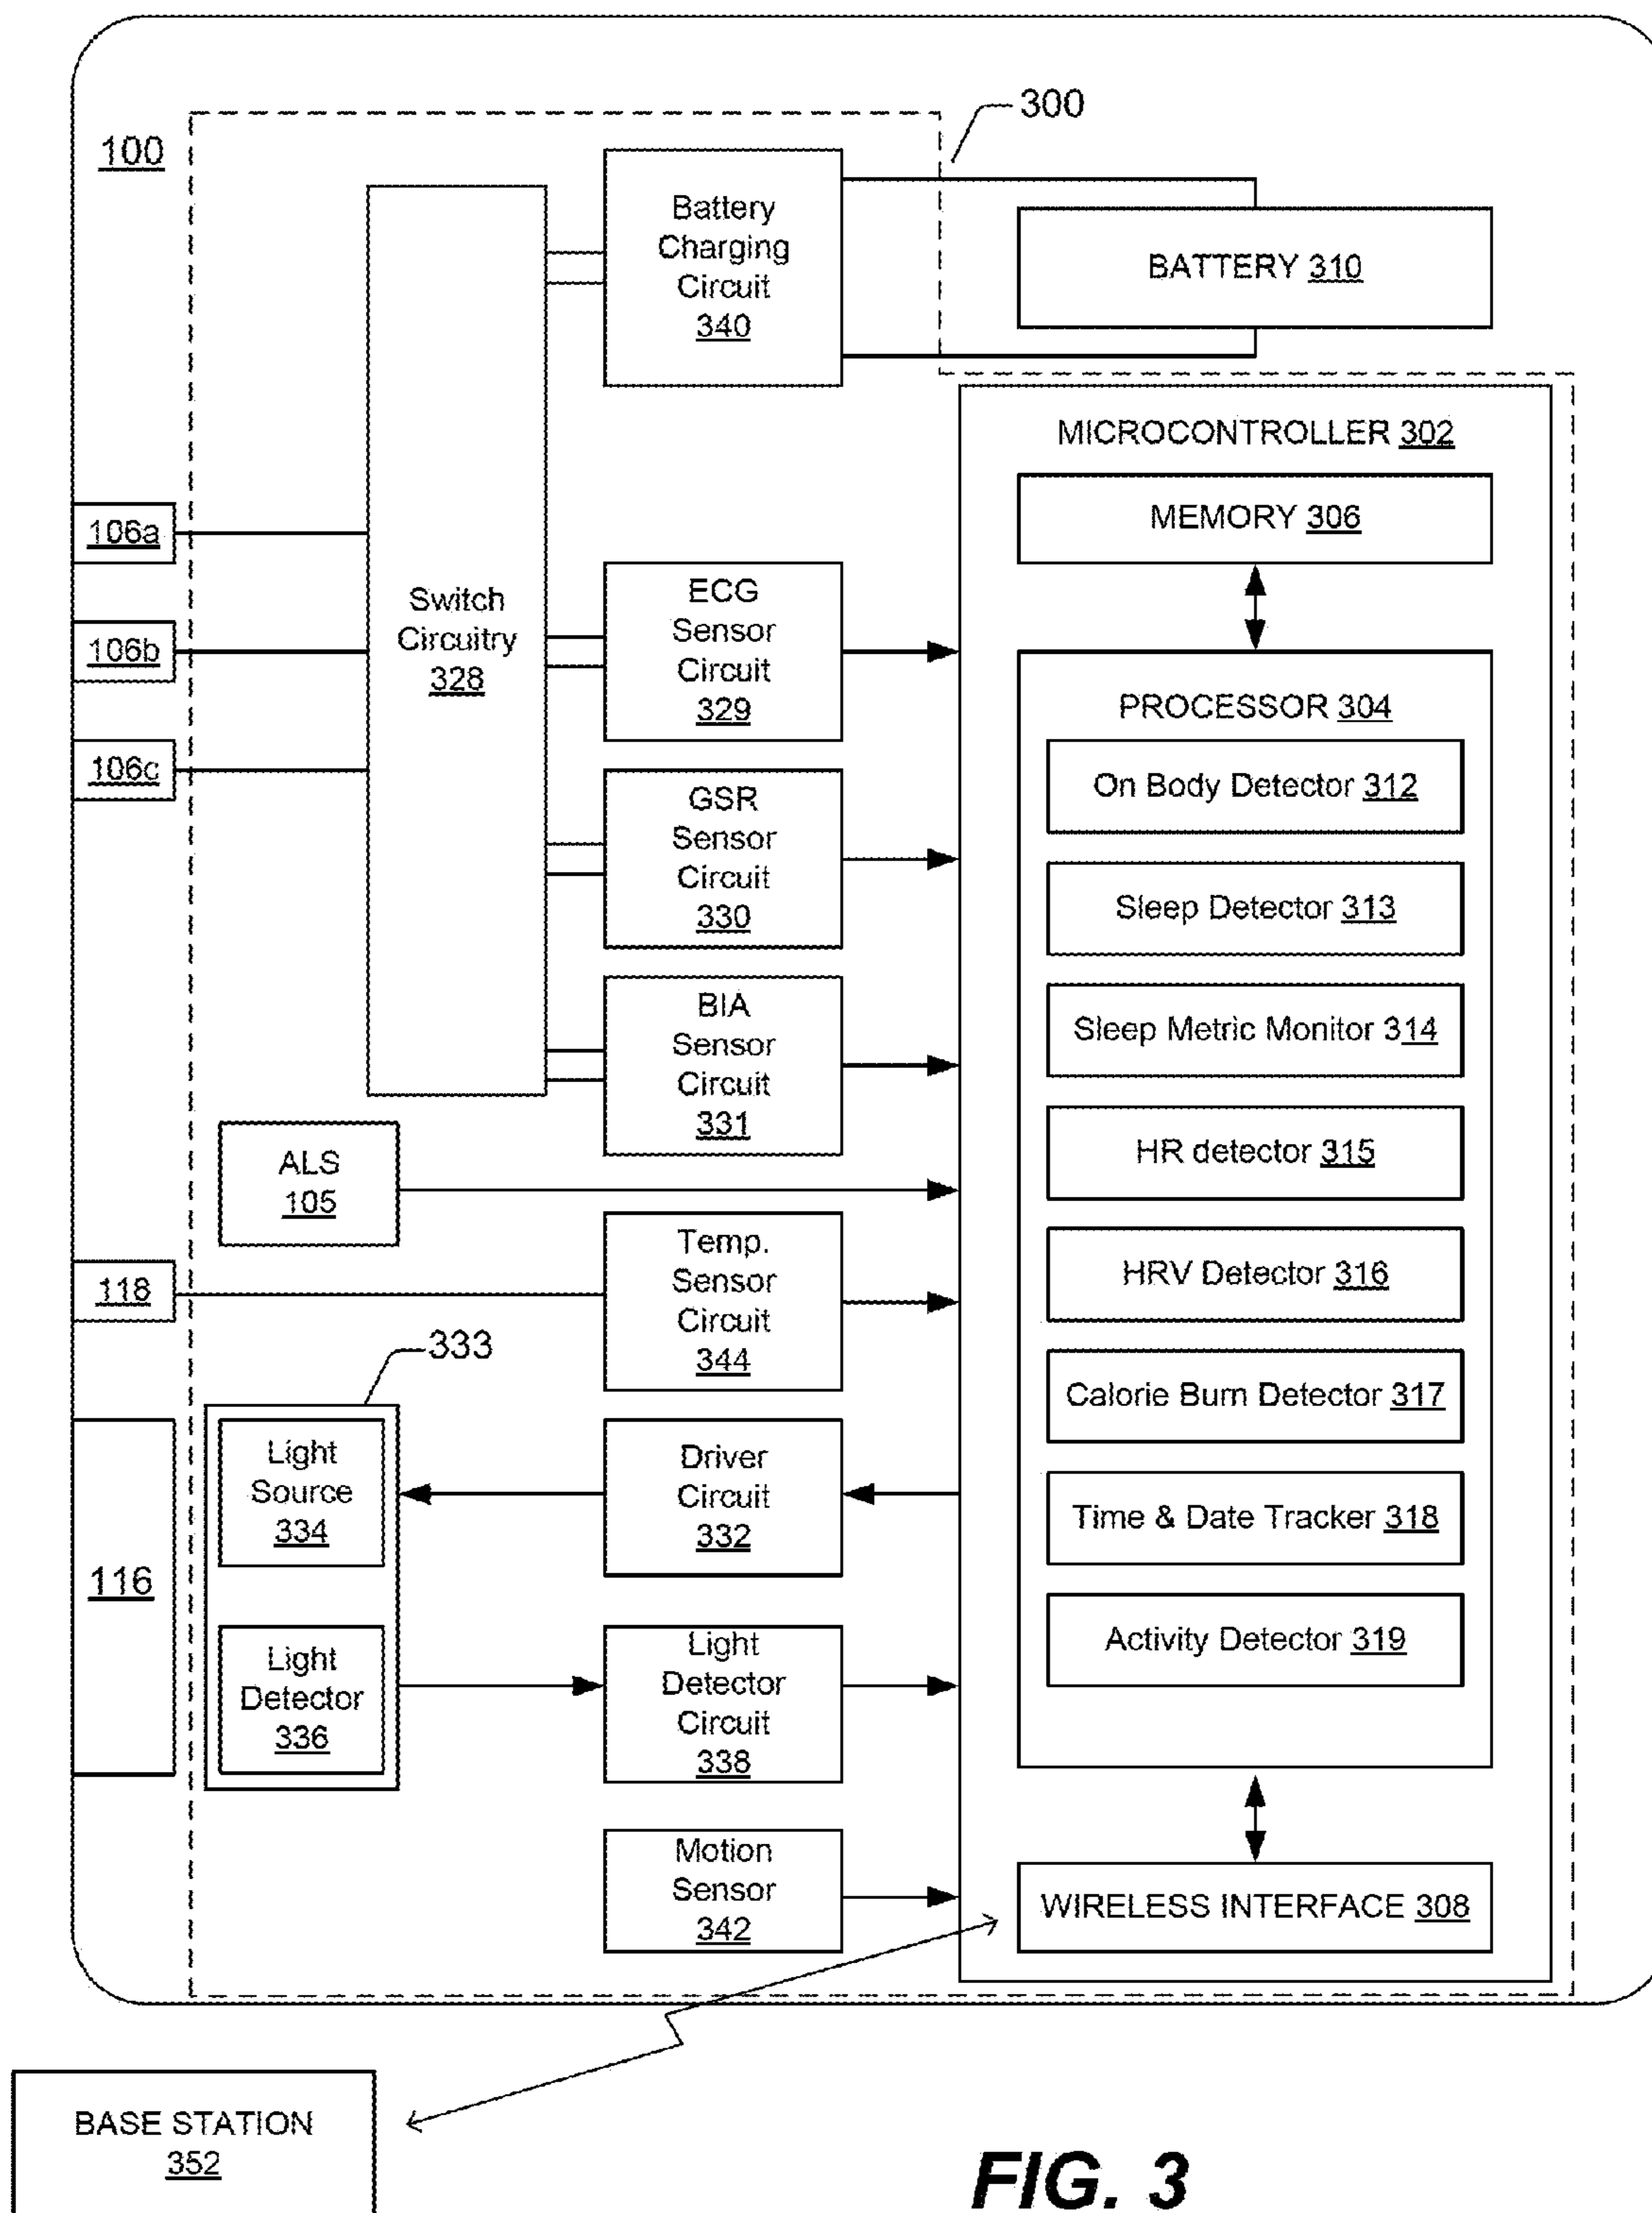 300
100
Battery
Charging
Circuit
340
BATTERY 310
MICROCONTROLLER 302
MEMORY 306
106a
106b
106c
Switch
Circuitry
328
ECG
Sensor
Circuit
329
GSR
Sensor
Circuit
330
BIA
Sensor
Circuit
331
PROCESSOR 304
On Body Detector 312
Sleep Detector 313
Sleep Metric Monitor 314
HR detector 315
HRV Detector 316
Calorie Burn Detector 317
Time & Date Tracker 318
Activity Detector 319
ALS
105
118
Temp.
Sensor
Circuit
344
333
116
Light
Source
334
Driver
Circuit
332
Light
Detector
336
Light
Detector
Circuit
338
Motion
Sensor
342
WIRELESS INTERFACE 308
BASE STATION
352
FIG. 3